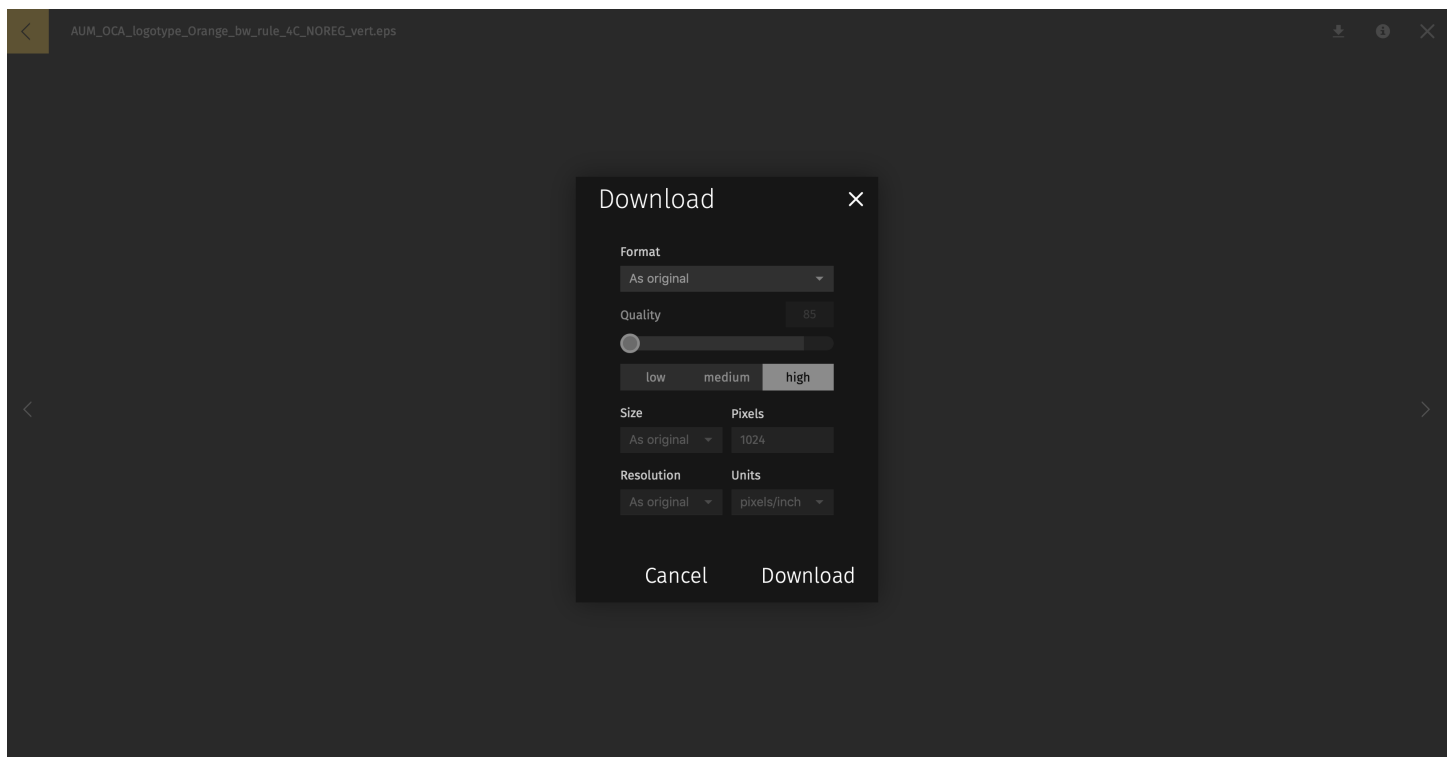 AUM_OCA_logotype_Orange_bw_rule_4C_NOREG_vert.eps
Download
Format
As original
Quality 85
low medium high
Size Pixels
As original 1024
Resolution Units
As original pixels/inch
Cancel Download